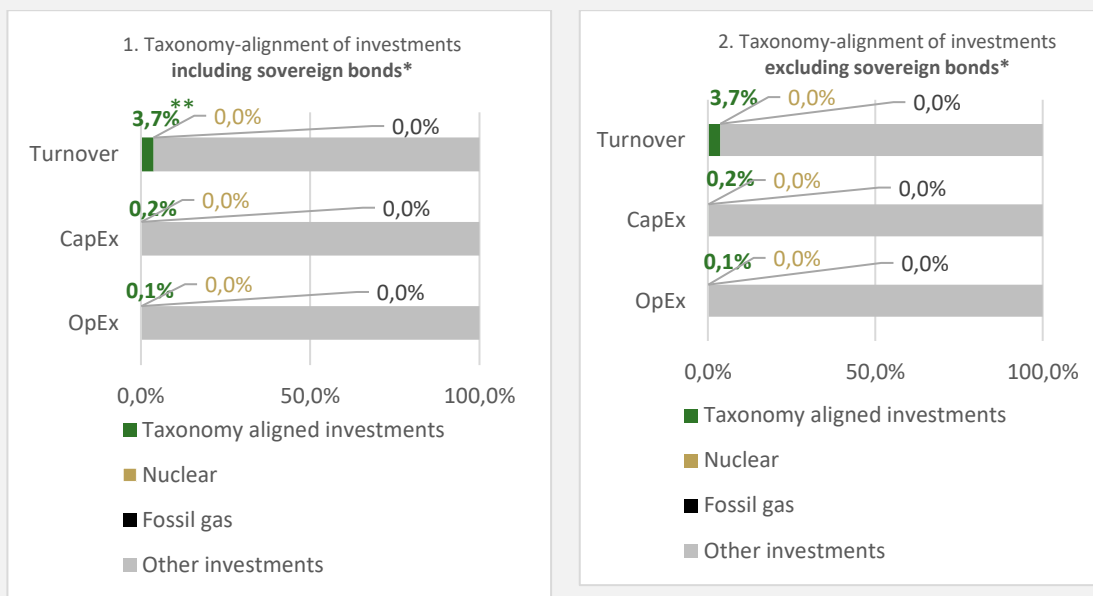 1. Taxonomy-alignment of investments
including sovereign bonds*
3,7%** 0,0% 0,0%
Turnover
0,2% 0,0% 0,0%
CapEx
0,1% 0,0% 0,0%
OpEx
0,0% 50,0% 100,0%
Taxonomy aligned investments
Nuclear
Fossil gas
Other investments
2. Taxonomy-alignment of investments
excluding sovereign bonds*
3,7% 0,0% 0,0%
Turnover
0,2% 0,0% 0,0%
CapEx
0,1% 0,0% 0,0%
OpEx
0,0% 50,0% 100,0%
Taxonomy aligned investments
Nuclear
Fossil gas
Other investments